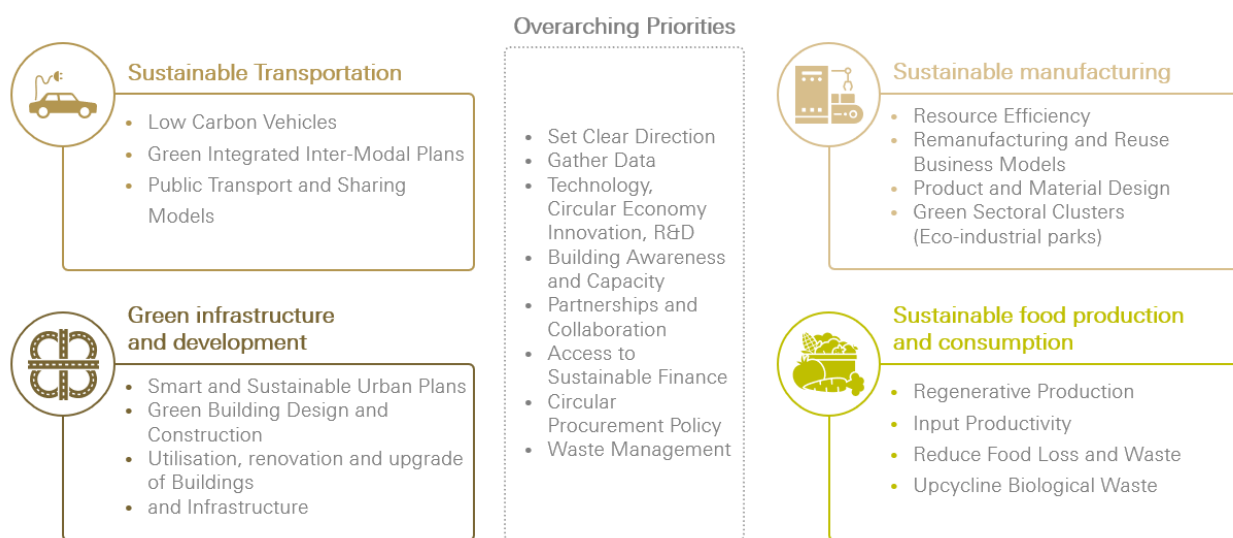 Overarching Priorities
Sustainable Transportation
• Low Carbon Vehicles
• Green Integrated Inter-Modal Plans
• Public Transport and Sharing
Models
Green infrastructure
and development
• Smart and Sustainable Urban Plans
• Green Building Design and
Construction
• Utilisation, renovation and upgrade
of Buildings
• and Infrastructure
• Set Clear Direction
• Gather Data
• Technology,
Circular Economy
Innovation, R&D
• Building Awareness
and Capacity
• Partnerships and
Collaboration
• Access to
Sustainable Finance
• Circular
Procurement Policy
• Waste Management
Sustainable manufacturing
• Resource Efficiency
• Remanufacturing and Reuse
Business Models
• Product and Material Design
• Green Sectoral Clusters
(Eco-industrial parks)
Sustainable food production
and consumption
• Regenerative Production
• Input Productivity
• Reduce Food Loss and Waste
• Upcycline Biological Waste